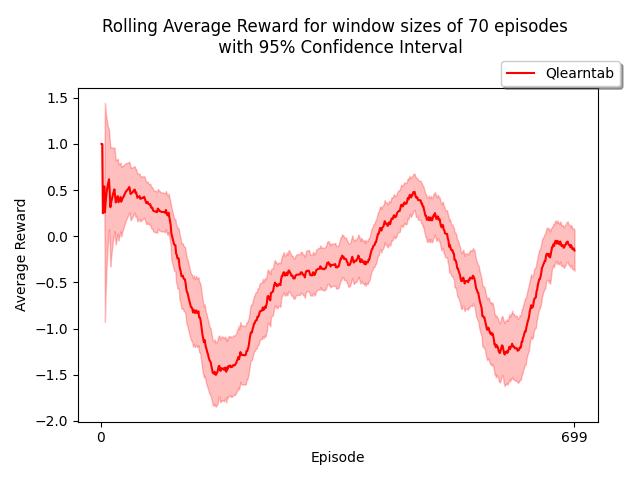 Rolling Average Reward for window sizes of 70 episodes
with 95% Confidence Interval
Qlearntab
1.5
1.0
0.5
0.0
−0.5
−1.0
−1.5
−2.0
Average Reward
0
699
Episode